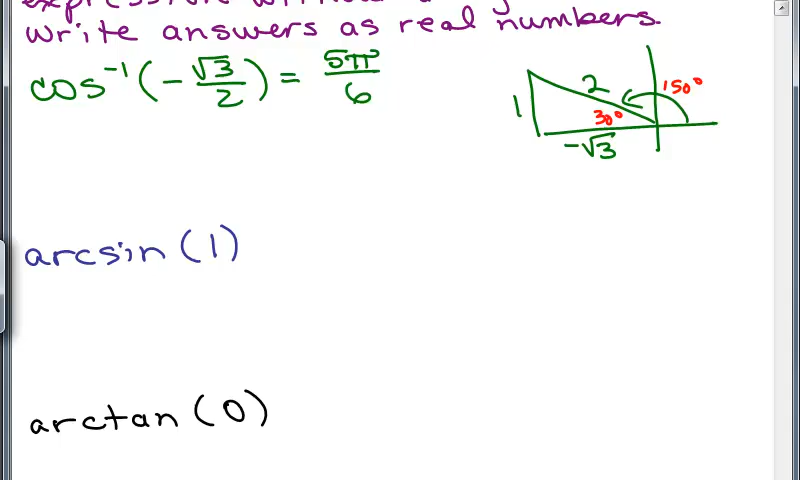 write answers as real numbers.
cos⁻¹(-√3/2) = 5π/6
2
150°
1
30°
-√3
arcsin(1)
arctan(0)